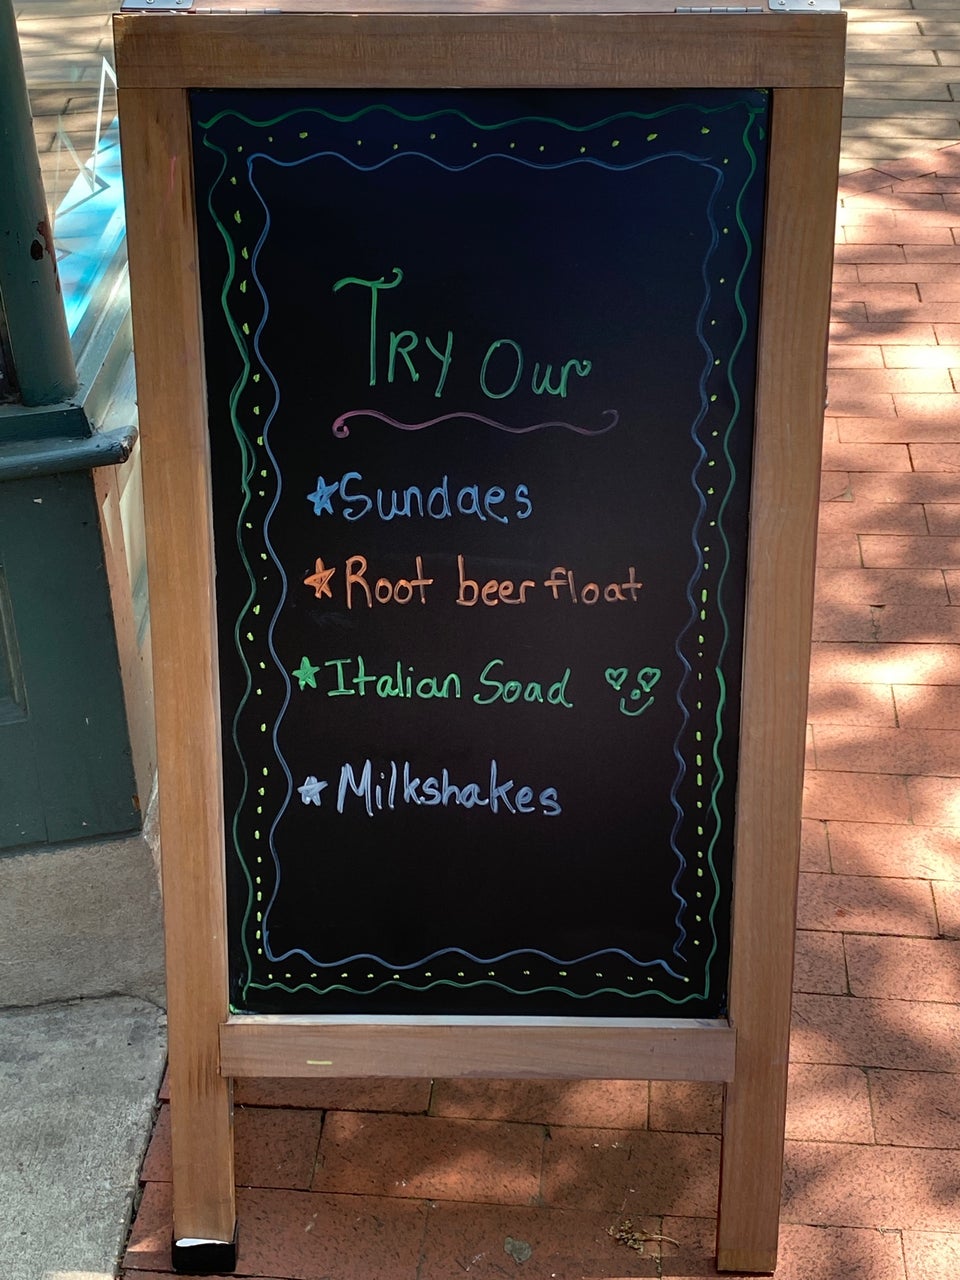 Try Our
Sundaes
Root beer float
Italian Soad
Milkshakes